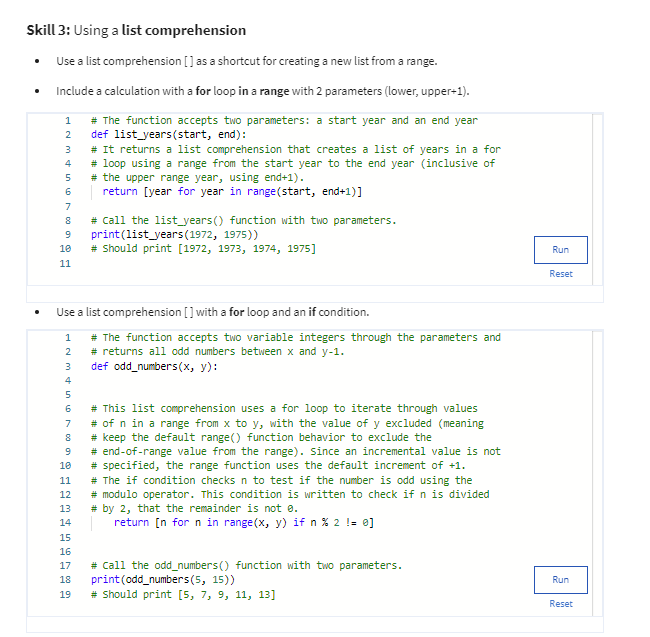 Skill 3: Using a list comprehension
• Use a list comprehension [ ] as a shortcut for creating a new list from a range.
• Include a calculation with a for loop in a range with 2 parameters (lower, upper+1).
1 # The function accepts two parameters: a start year and an end year
2 def list_years(start, end):
3 # It returns a list comprehension that creates a list of years in a for
4 # loop using a range from the start year to the end year (inclusive of
5 # the upper range year, using end+1).
6 return [year for year in range(start, end+1)]
7
8 # Call the list_years() function with two parameters.
9 print(list_years(1972, 1975))
10 # Should print [1972, 1973, 1974, 1975]
11
Run
Reset
• Use a list comprehension [ ] with a for loop and an if condition.
1 # The function accepts two variable integers through the parameters and
2 # returns all odd numbers between x and y-1.
3 def odd_numbers(x, y):
4
5
6 # This list comprehension uses a for loop to iterate through values
7 # of n in a range from x to y, with the value of y excluded (meaning
8 # keep the default range() function behavior to exclude the
9 # end-of-range value from the range). Since an incremental value is not
10 # specified, the range function uses the default increment of +1.
11 # The if condition checks n to test if the number is odd using the
12 # modulo operator. This condition is written to check if n is divided
13 # by 2, that the remainder is not 0.
14 return [n for n in range(x, y) if n % 2 != 0]
15
16
17 # Call the odd_numbers() function with two parameters.
18 print(odd_numbers(5, 15))
19 # Should print [5, 7, 9, 11, 13]
Run
Reset